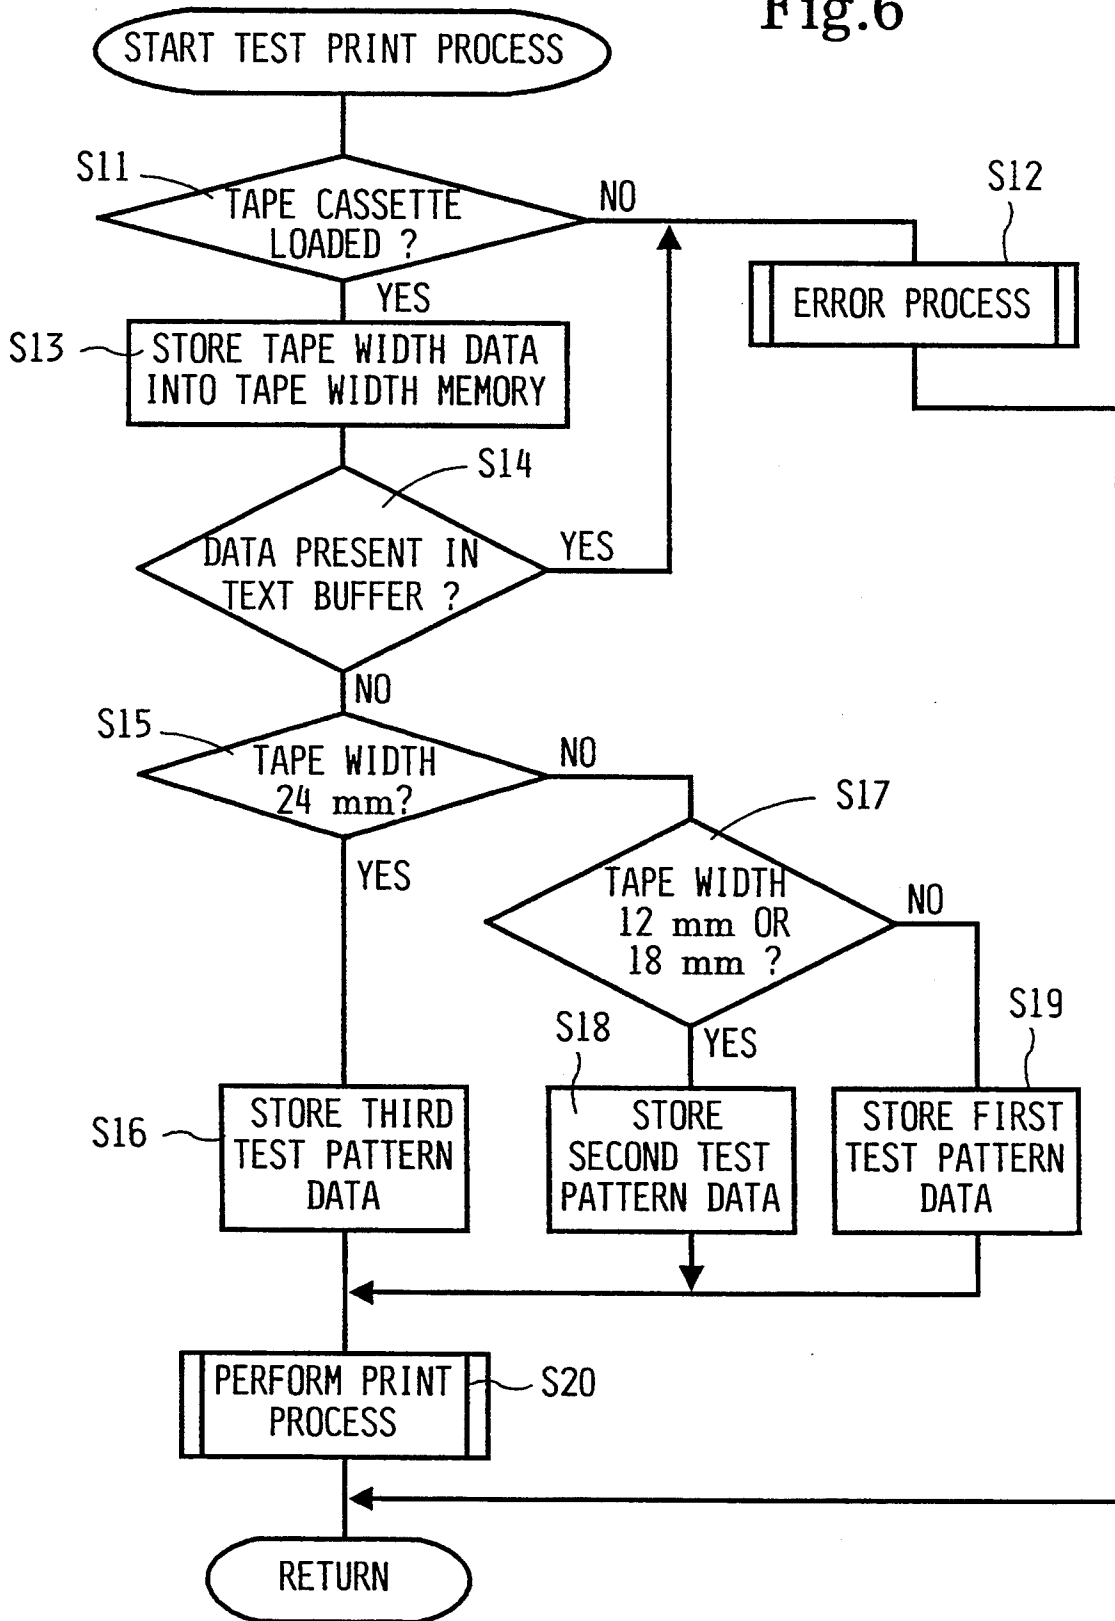 Fig.6
START TEST PRINT PROCESS
S11
TAPE CASSETTE
LOADED ?
NO
YES
S12
ERROR PROCESS
S13
STORE TAPE WIDTH DATA
INTO TAPE WIDTH MEMORY
S14
DATA PRESENT IN
TEXT BUFFER ?
YES
NO
S15
TAPE WIDTH
24 mm?
NO
YES
S17
TAPE WIDTH
12 mm OR
18 mm ?
NO
YES
S16
STORE THIRD
TEST PATTERN
DATA
S18
STORE
SECOND TEST
PATTERN DATA
S19
STORE FIRST
TEST PATTERN
DATA
PERFORM PRINT
PROCESS
S20
RETURN